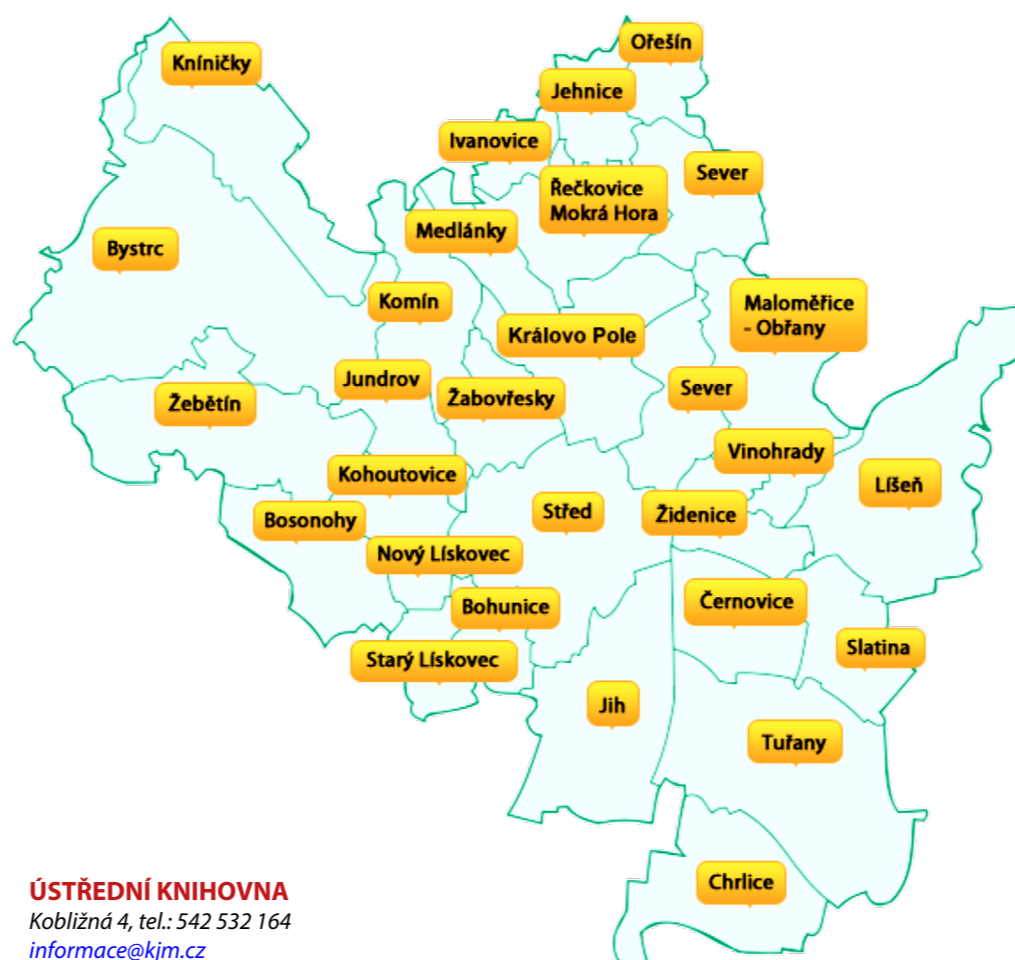 Ořešín
Kníničky
Jehnice
Ivanovice
Sever
Řečkovice
Mokrá Hora
Medlánky
Bystrc
Komín
Maloměřice
- Obřany
Královo Pole
Jundrov
Sever
Žabovřesky
Žebětín
Vinohrady
Kohoutovice
Líšeň
Střed
Židenice
Bosonohy
Nový Lískovec
Černovice
Bohunice
Slatina
Starý Lískovec
Jih
Tuřany
Chrlice
ÚSTŘEDNÍ KNIHOVNA
Kobližná 4, tel.: 542 532 164
informace@kjm.cz